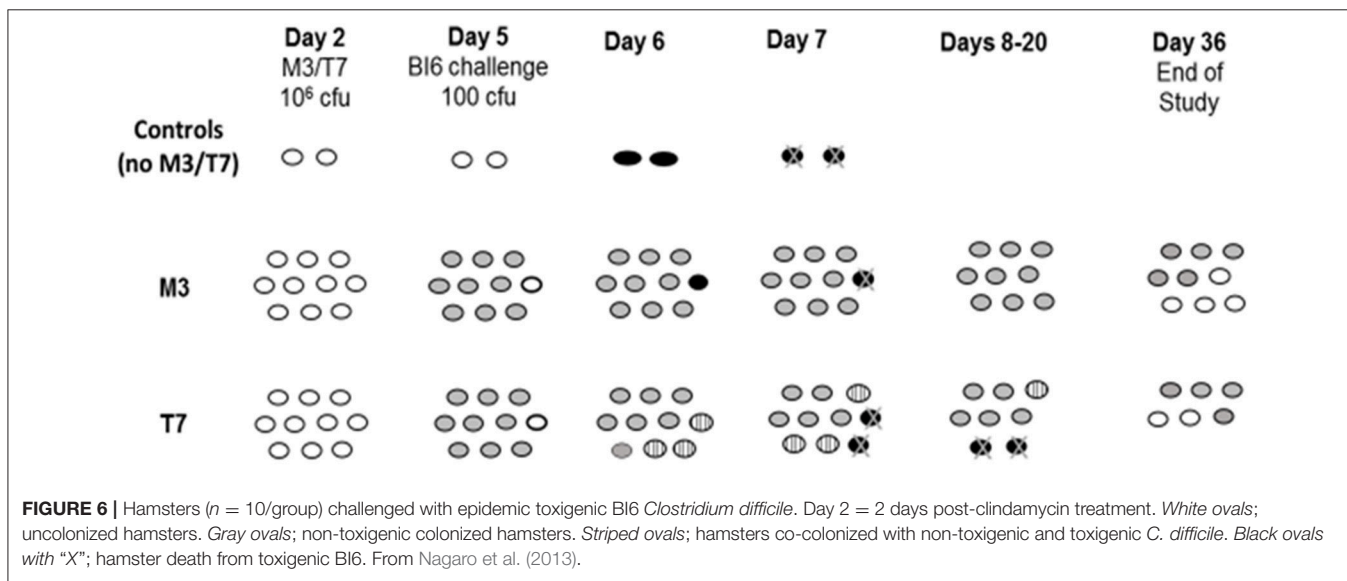 Day 2 Day 5 Day 6 Day 7 Days 8-20 Day 36
M3/T7 BI6 challenge End of
10⁶ cfu 100 cfu Study
Controls
(no M3/T7)
M3
T7
FIGURE 6 | Hamsters (n = 10/group) challenged with epidemic toxigenic BI6 Clostridium difficile. Day 2 = 2 days post-clindamycin treatment. White ovals;
uncolonized hamsters. Gray ovals; non-toxigenic colonized hamsters. Striped ovals; hamsters co-colonized with non-toxigenic and toxigenic C. difficile. Black ovals
with “X”; hamster death from toxigenic BI6. From Nagaro et al. (2013).